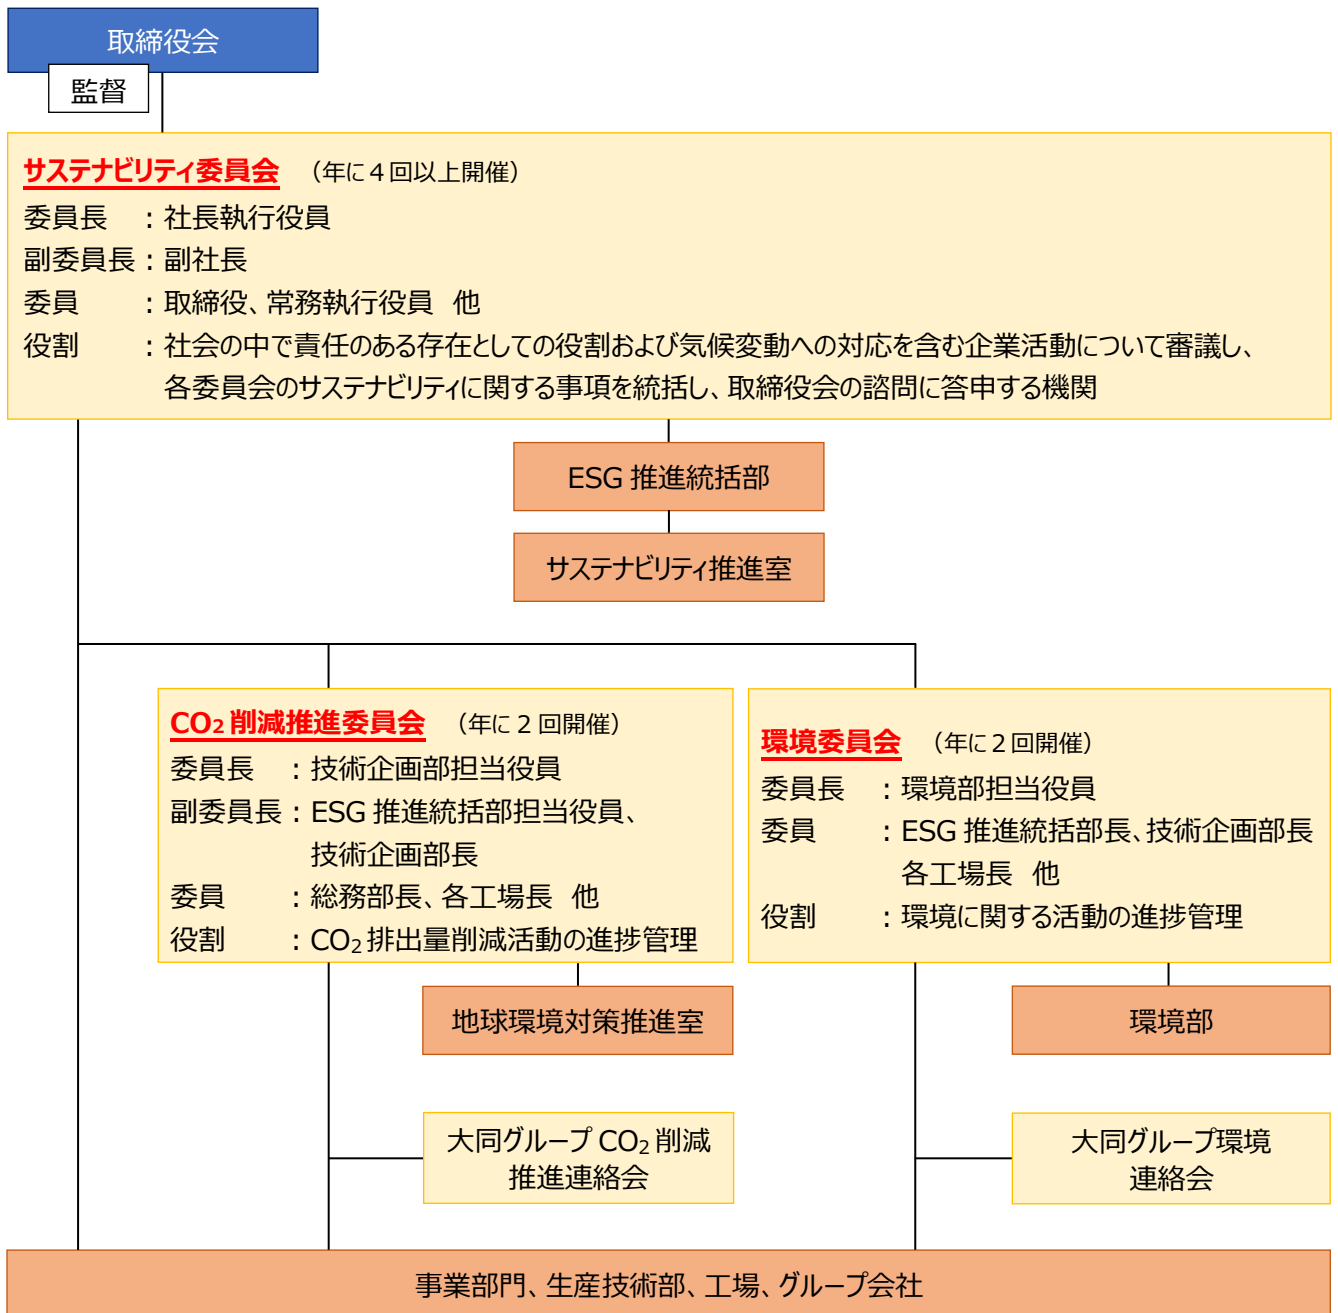 取締役会
監督
サステナビリティ委員会 （年に４回以上開催）
委員長 ：社長執行役員
副委員長：副社長
委員 ：取締役、常務執行役員 他
役割 ：社会の中で責任のある存在としての役割および気候変動への対応を含む企業活動について審議し、
各委員会のサステナビリティに関する事項を統括し、取締役会の諮問に答申する機関
ESG 推進統括部
サステナビリティ推進室
CO₂ 削減推進委員会 （年に 2 回開催）
委員長 ：技術企画部担当役員
副委員長：ESG 推進統括部担当役員、
技術企画部長
委員 ：総務部長、各工場長 他
役割 ：CO₂ 排出量削減活動の進捗管理
環境委員会 （年に２回開催）
委員長 ：環境部担当役員
委員 ：ESG 推進統括部長、技術企画部長
各工場長 他
役割 ：環境に関する活動の進捗管理
地球環境対策推進室
環境部
大同グループ CO₂ 削減
推進連絡会
大同グループ環境
連絡会
事業部門、生産技術部、工場、グループ会社